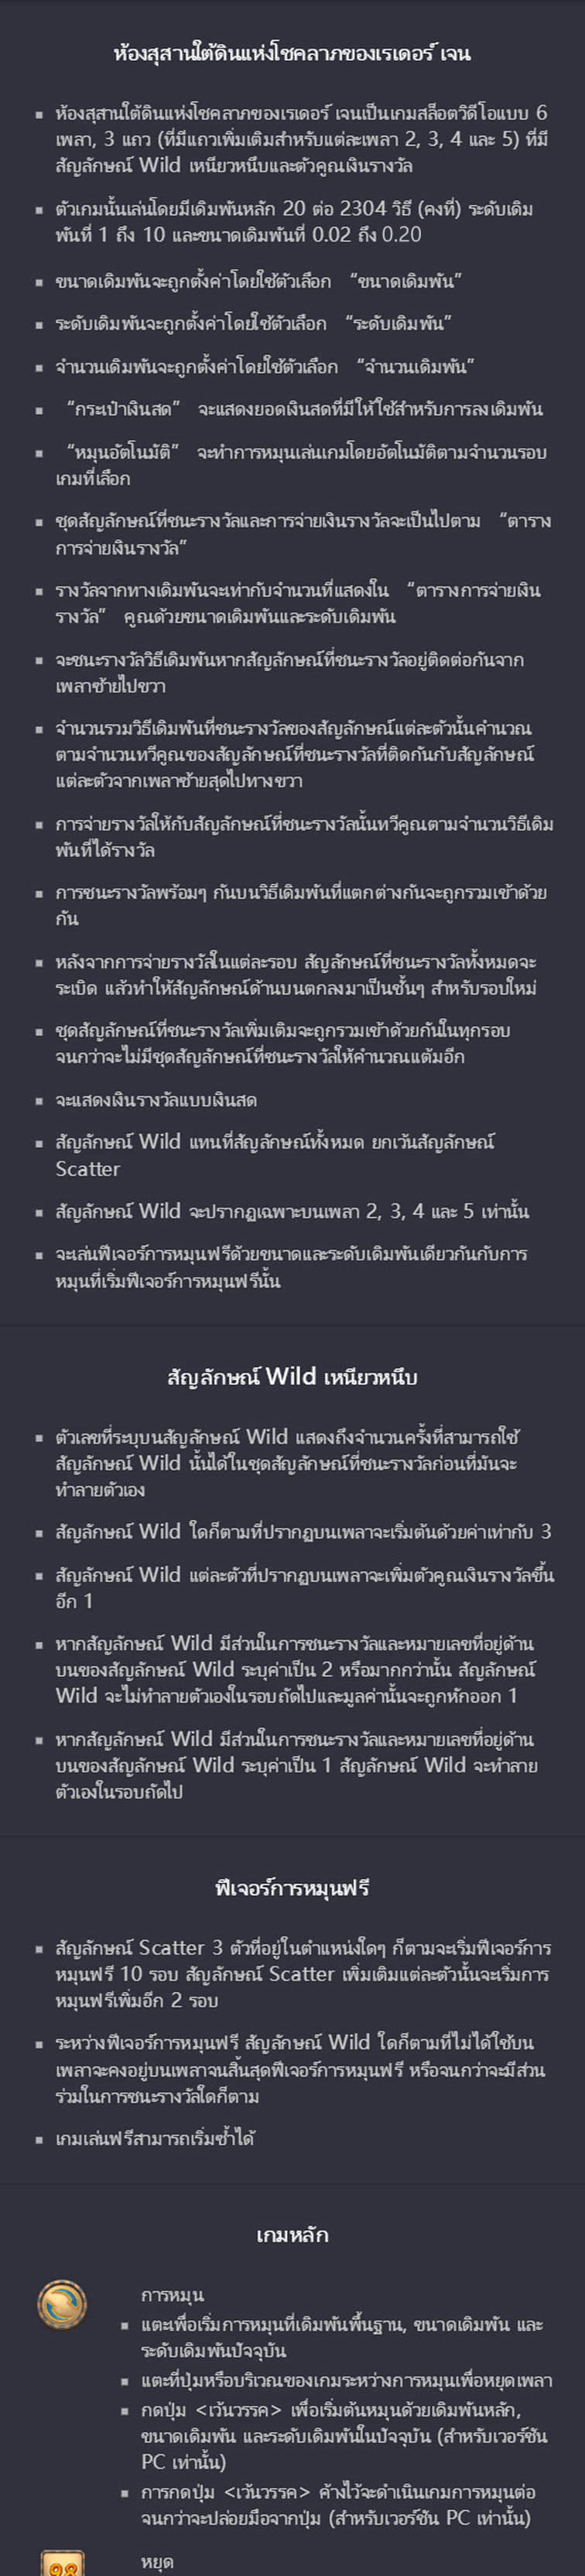 ห้องสุสานใต้ดินแห่งโชคลาภของเรเดอร์ เจน
▪ ห้องสุสานใต้ดินแห่งโชคลาภของเรเดอร์ เจนเป็นเกมสล็อตวิดีโอแบบ 6
เพลา, 3 แถว (ที่มีแถวเพิ่มเติมสำหรับแต่ละเพลา 2, 3, 4 และ 5) ที่มี
สัญลักษณ์ Wild เหนียวหนึบและตัวคูณเงินรางวัล
▪ ตัวเกมนั้นเล่นโดยมีเดิมพันหลัก 20 ต่อ 2304 วิธี (คงที่) ระดับเดิม
พันที่ 1 ถึง 10 และขนาดเดิมพันที่ 0.02 ถึง 0.20
▪ ขนาดเดิมพันจะถูกตั้งค่าโดยใช้ตัวเลือก “ขนาดเดิมพัน”
▪ ระดับเดิมพันจะถูกตั้งค่าโดยใช้ตัวเลือก “ระดับเดิมพัน”
▪ จำนวนเดิมพันจะถูกตั้งค่าโดยใช้ตัวเลือก “จำนวนเดิมพัน”
▪ “กระเป๋าเงินสด” จะแสดงยอดเงินสดที่มีให้ใช้สำหรับการลงเดิมพัน
▪ “หมุนอัตโนมัติ” จะทำการหมุนเล่นเกมโดยอัตโนมัติตามจำนวนรอบ
เกมที่เลือก
▪ ชุดสัญลักษณ์ที่ชนะรางวัลและการจ่ายเงินรางวัลจะเป็นไปตาม “ตาราง
การจ่ายเงินรางวัล”
▪ รางวัลจากทางเดิมพันจะเท่ากับจำนวนที่แสดงใน “ตารางการจ่ายเงิน
รางวัล” คูณด้วยขนาดเดิมพันและระดับเดิมพัน
▪ จะชนะรางวัลวิธีเดิมพันหากสัญลักษณ์ที่ชนะรางวัลอยู่ติดต่อกันจาก
เพลาซ้ายไปขวา
▪ จำนวนรวมวิธีเดิมพันที่ชนะรางวัลของสัญลักษณ์แต่ละตัวนั้นคำนวณ
ตามจำนวนทวีคูณของสัญลักษณ์ที่ชนะรางวัลที่ติดกันกับสัญลักษณ์
แต่ละตัวจากเพลาซ้ายสุดไปทางขวา
▪ การจ่ายรางวัลให้กับสัญลักษณ์ที่ชนะรางวัลนั้นทวีคูณตามจำนวนวิธีเดิม
พันที่ได้รางวัล
▪ การชนะรางวัลพร้อมๆ กันบนวิธีเดิมพันที่แตกต่างกันจะถูกรวมเข้าด้วย
กัน
▪ หลังจากการจ่ายรางวัลในแต่ละรอบ สัญลักษณ์ที่ชนะรางวัลทั้งหมดจะ
ระเบิด แล้วทำให้สัญลักษณ์ด้านบนตกลงมาเป็นชั้นๆ สำหรับรอบใหม่
▪ ชุดสัญลักษณ์ที่ชนะรางวัลเพิ่มเติมจะถูกรวมเข้าด้วยกันในทุกรอบ
จนกว่าจะไม่มีชุดสัญลักษณ์ที่ชนะรางวัลให้คำนวณแต้มอีก
▪ จะแสดงเงินรางวัลแบบเงินสด
▪ สัญลักษณ์ Wild แทนที่สัญลักษณ์ทั้งหมด ยกเว้นสัญลักษณ์
Scatter
▪ สัญลักษณ์ Wild จะปรากฏเฉพาะบนเพลา 2, 3, 4 และ 5 เท่านั้น
▪ จะเล่นฟีเจอร์การหมุนฟรีด้วยขนาดและระดับเดิมพันเดียวกันกับการ
หมุนที่เริ่มฟีเจอร์การหมุนฟรีนั้น
สัญลักษณ์ Wild เหนียวหนึบ
▪ ตัวเลขที่ระบุบนสัญลักษณ์ Wild แสดงถึงจำนวนครั้งที่สามารถใช้
สัญลักษณ์ Wild นั้นได้ในชุดสัญลักษณ์ที่ชนะรางวัลก่อนที่มันจะ
ทำลายตัวเอง
▪ สัญลักษณ์ Wild ใดก็ตามที่ปรากฏบนเพลาจะเริ่มต้นด้วยค่าเท่ากับ 3
▪ สัญลักษณ์ Wild แต่ละตัวที่ปรากฏบนเพลาจะเพิ่มตัวคูณเงินรางวัลขึ้น
อีก 1
▪ หากสัญลักษณ์ Wild มีส่วนในการชนะรางวัลและหมายเลขที่อยู่ด้าน
บนของสัญลักษณ์ Wild ระบุค่าเป็น 2 หรือมากกว่านั้น สัญลักษณ์
Wild จะไม่ทำลายตัวเองในรอบถัดไปและมูลค่านั้นจะถูกหักออก 1
▪ หากสัญลักษณ์ Wild มีส่วนในการชนะรางวัลและหมายเลขที่อยู่ด้าน
บนของสัญลักษณ์ Wild ระบุค่าเป็น 1 สัญลักษณ์ Wild จะทำลาย
ตัวเองในรอบถัดไป
ฟีเจอร์การหมุนฟรี
▪ สัญลักษณ์ Scatter 3 ตัวที่อยู่ในตำแหน่งใดๆ ก็ตามจะเริ่มฟีเจอร์การ
หมุนฟรี 10 รอบ สัญลักษณ์ Scatter เพิ่มเติมแต่ละตัวนั้นจะเริ่มการ
หมุนฟรีเพิ่มอีก 2 รอบ
▪ ระหว่างฟีเจอร์การหมุนฟรี สัญลักษณ์ Wild ใดก็ตามที่ไม่ได้ใช้บน
เพลาจะคงอยู่บนเพลาจนสิ้นสุดฟีเจอร์การหมุนฟรี หรือจนกว่าจะมีส่วน
ร่วมในการชนะรางวัลใดก็ตาม
▪ เกมเล่นฟรีสามารถเริ่มซ้ำได้
เกมหลัก
การหมุน
▪ แตะเพื่อเริ่มการหมุนที่เดิมพันพื้นฐาน, ขนาดเดิมพัน และ
ระดับเดิมพันปัจจุบัน
▪ แตะที่ปุ่มหรือบริเวณของเกมระหว่างการหมุนเพื่อหยุดเพลา
▪ กดปุ่ม <เว้นวรรค> เพื่อเริ่มต้นหมุนด้วยเดิมพันหลัก,
ขนาดเดิมพัน และระดับเดิมพันในปัจจุบัน (สำหรับเวอร์ชัน
PC เท่านั้น)
▪ การกดปุ่ม <เว้นวรรค> ค้างไว้จะดำเนินเกมการหมุนต่อ
จนกว่าจะปล่อยมือจากปุ่ม (สำหรับเวอร์ชัน PC เท่านั้น)
หยุด